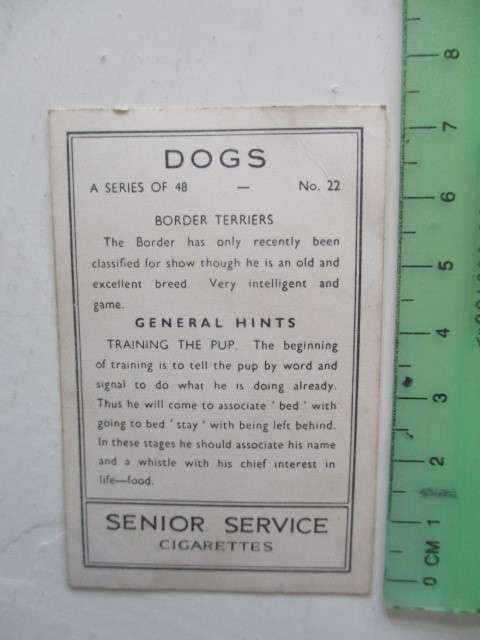 DOGS
A SERIES OF 48 — No. 22
BORDER TERRIERS
The Border has only recently been
classified for show though he is an old and
excellent breed. Very intelligent and
game.
GENERAL HINTS
TRAINING THE PUP. The beginning
of training is to tell the pup by word and
signal to do what he is doing already.
Thus he will come to associate ' bed ' with
going to bed ' stay ' with being left behind.
In these stages he should associate his name
and a whistle with his chief interest in
life—food.
SENIOR SERVICE
CIGARETTES
8
7
6
5
4
3
2
1
0 CM